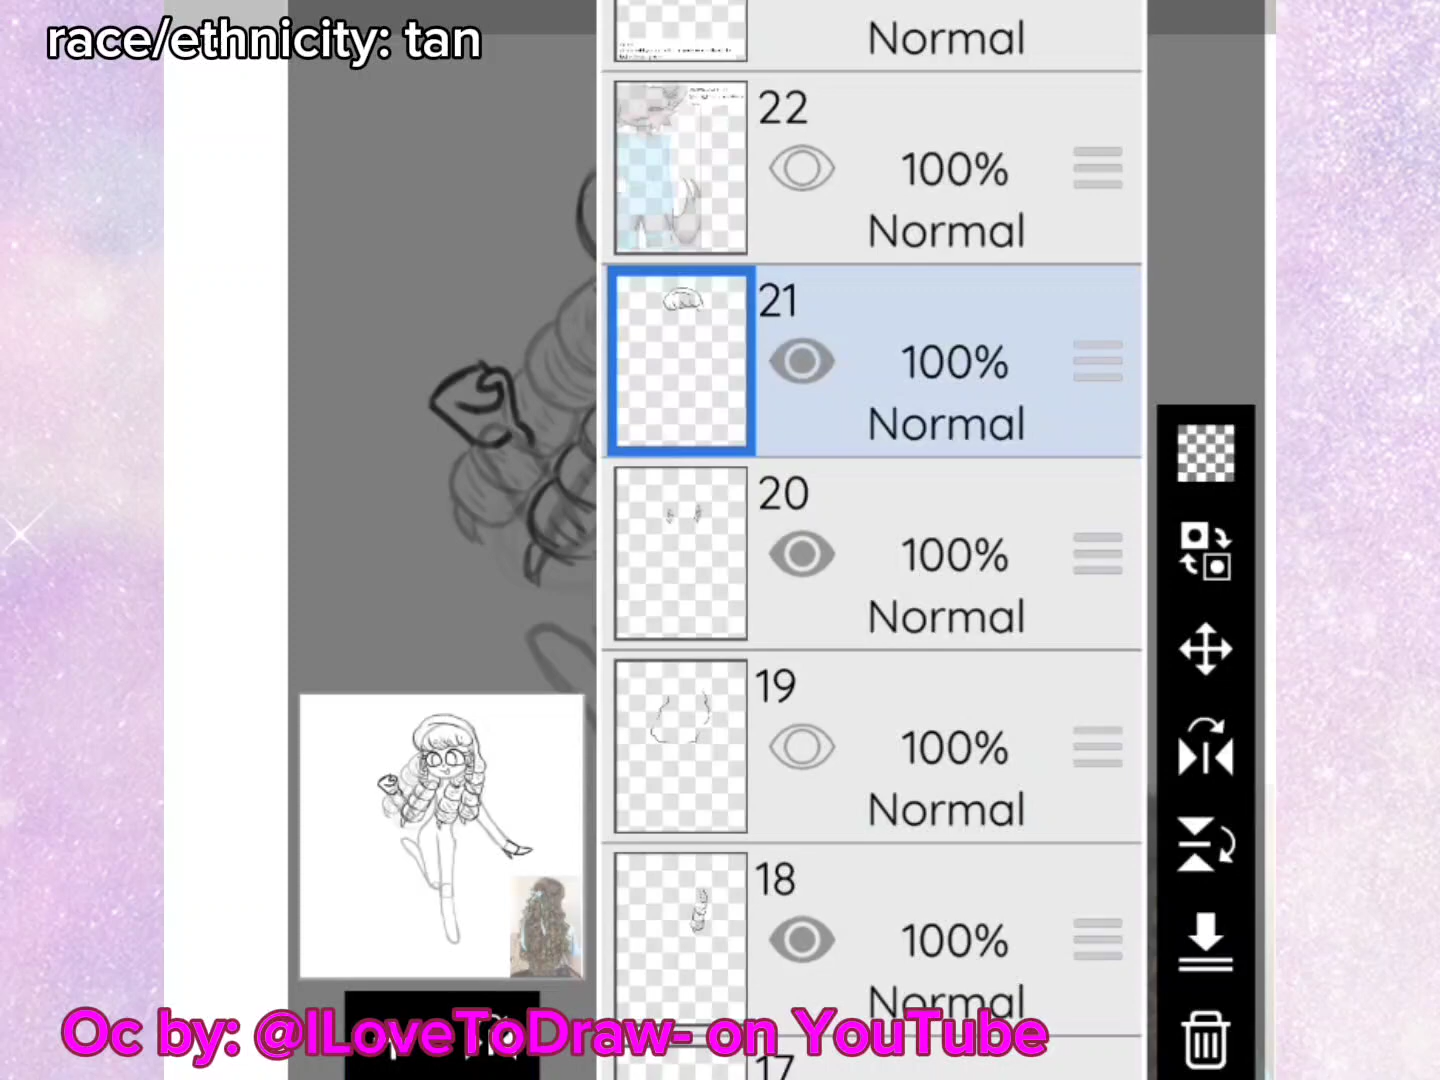 race/ethnicity: tan
Normal
22
100%
Normal
21
100%
Normal
20
100%
Normal
19
100%
Normal
18
100%
Normal
17
Oc by: @ILoveToDraw- on YouTube